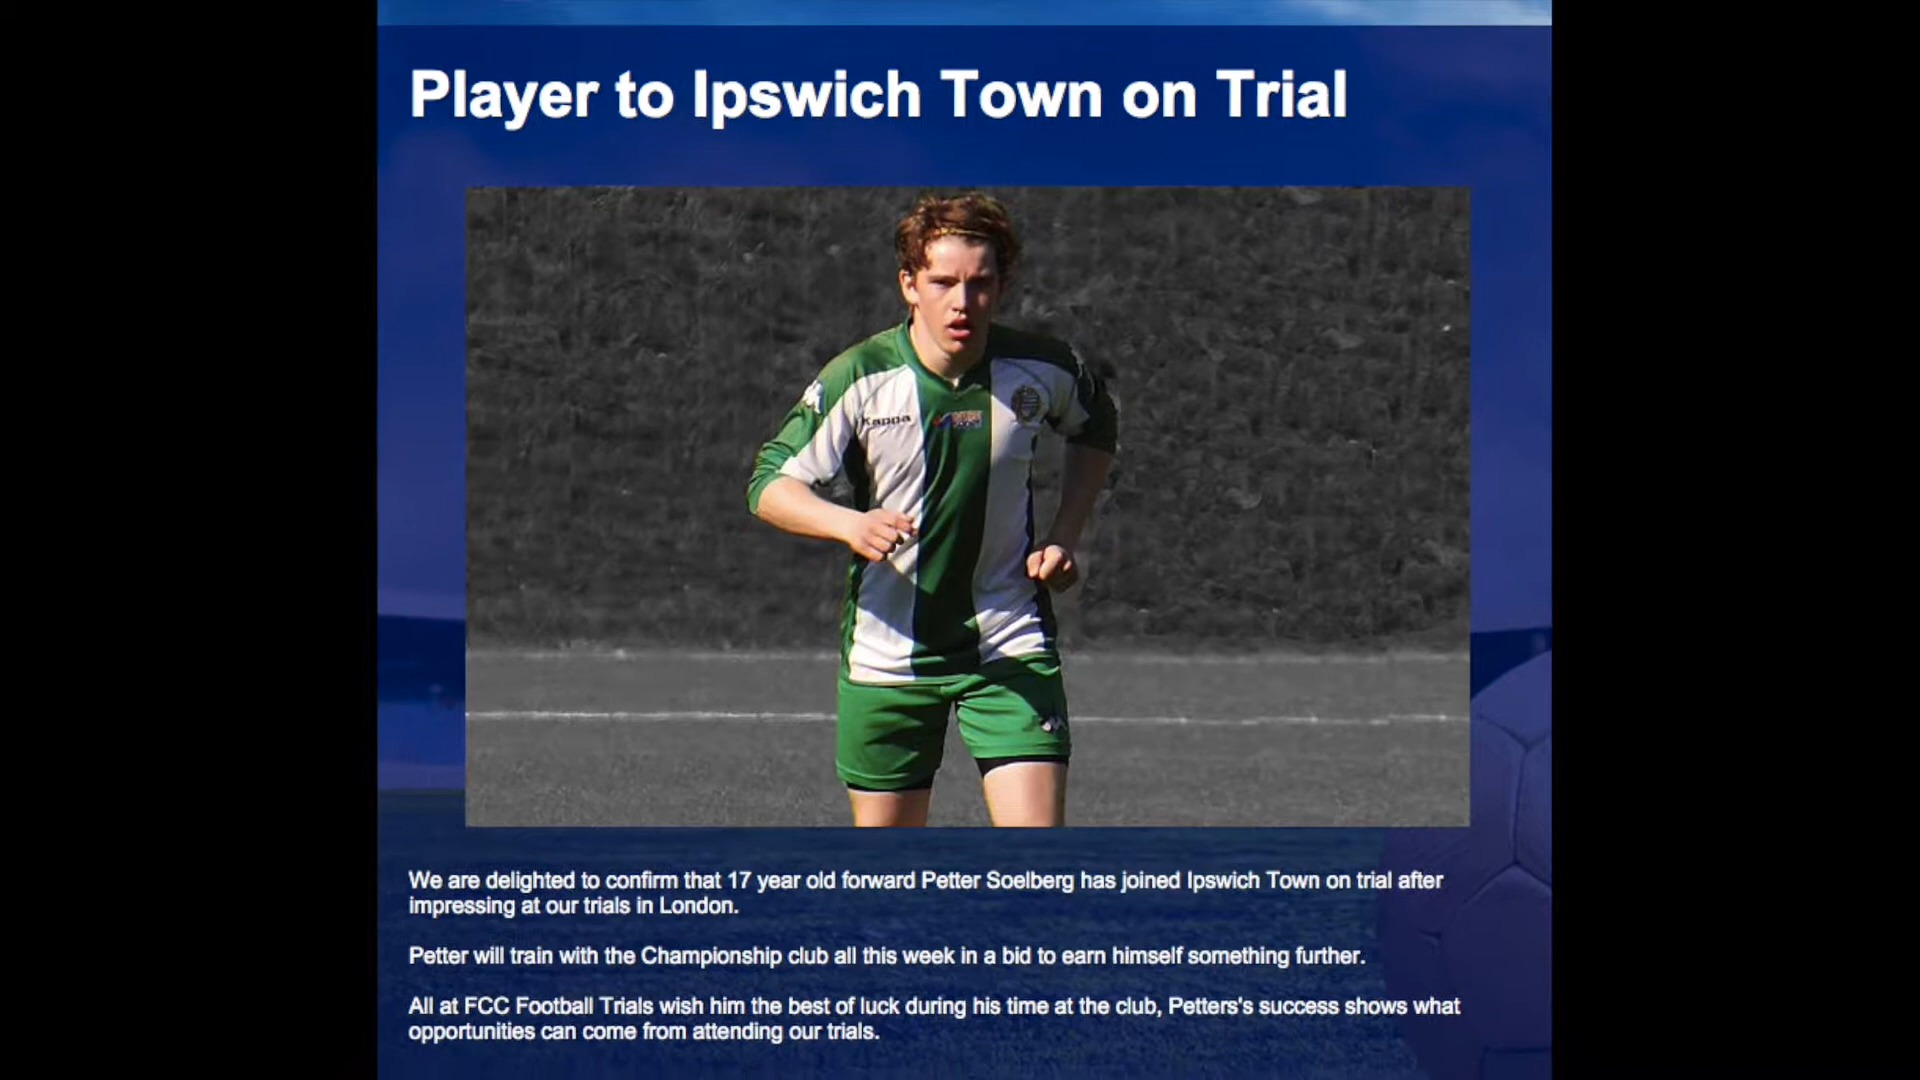 Player to Ipswich Town on Trial
Kappa
We are delighted to confirm that 17 year old forward Petter Soelberg has joined Ipswich Town on trial after
impressing at our trials in London.
Petter will train with the Championship club all this week in a bid to earn himself something further.
All at FCC Football Trials wish him the best of luck during his time at the club, Petters's success shows what
opportunities can come from attending our trials.